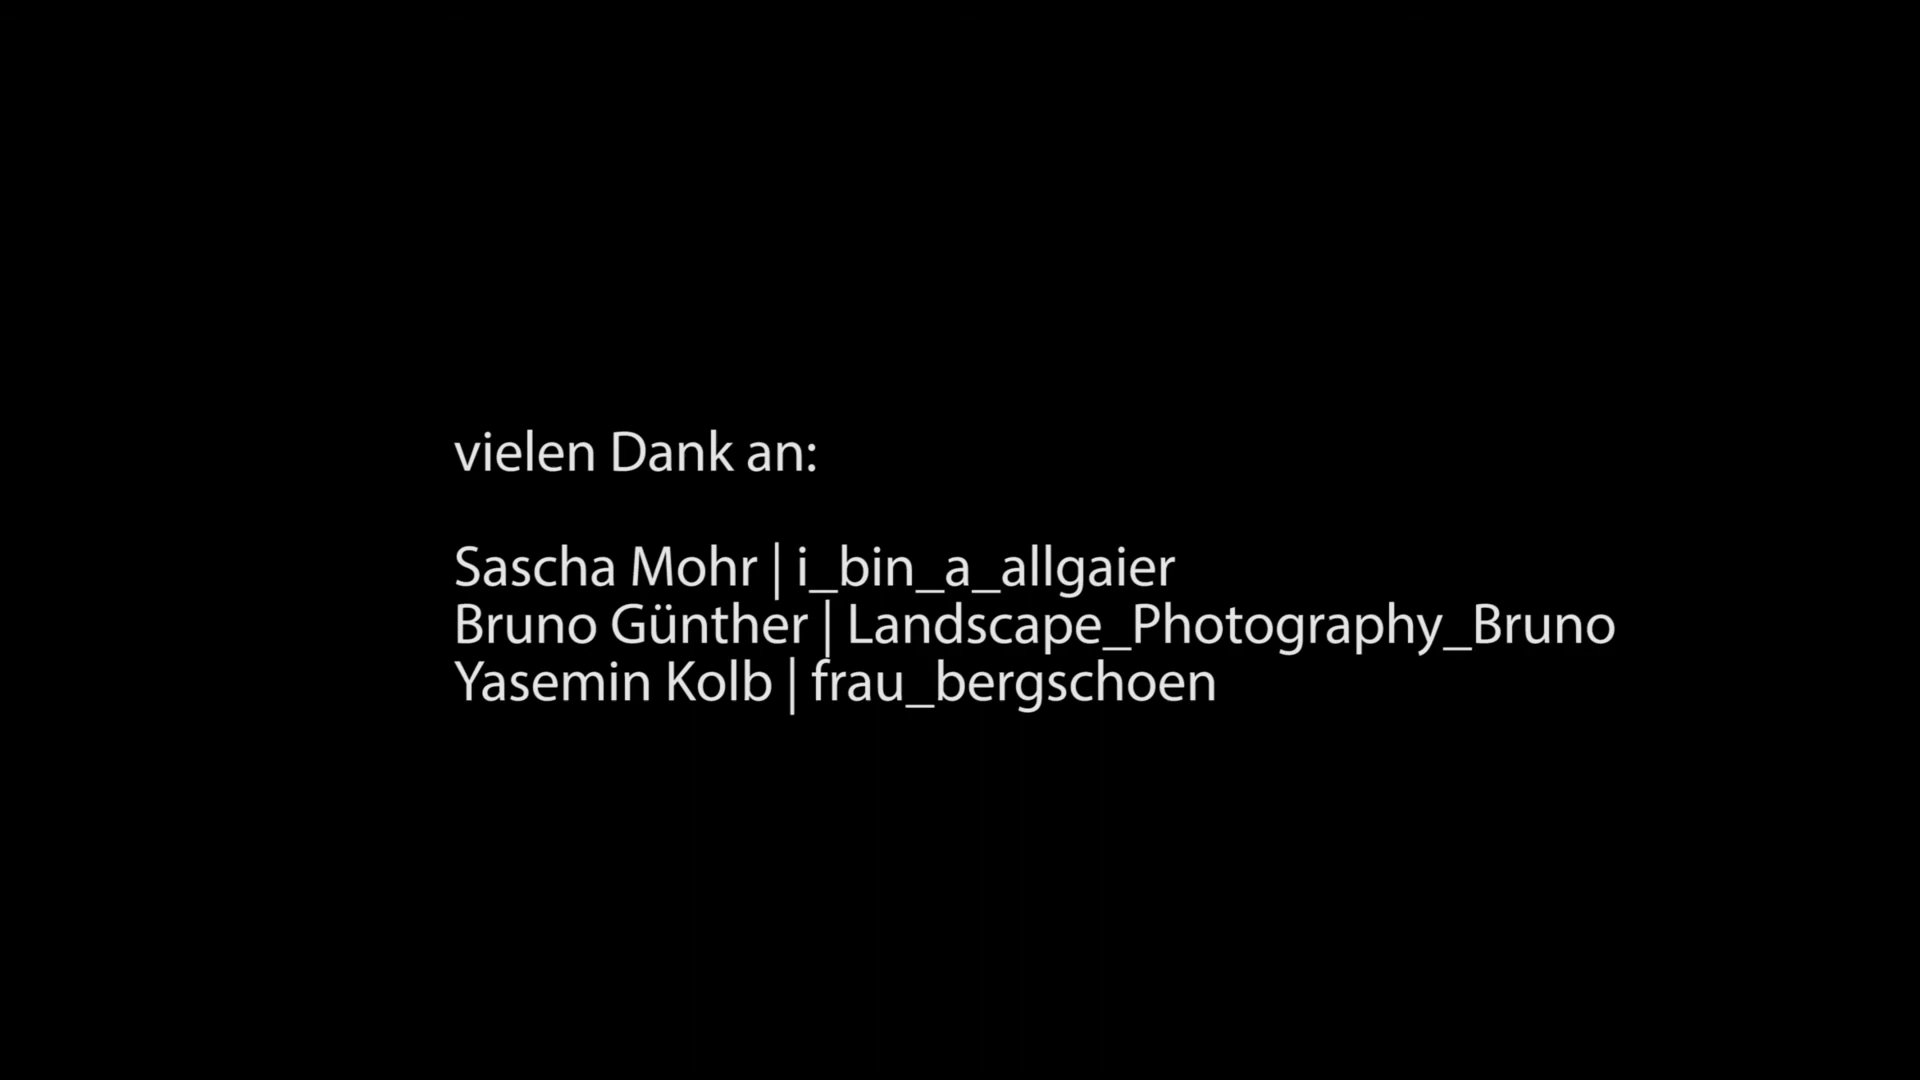 vielen Dank an:
Sascha Mohr | i_bin_a_allgaier
Bruno Günther | Landscape_Photography_Bruno
Yasemin Kolb | frau_bergschoen